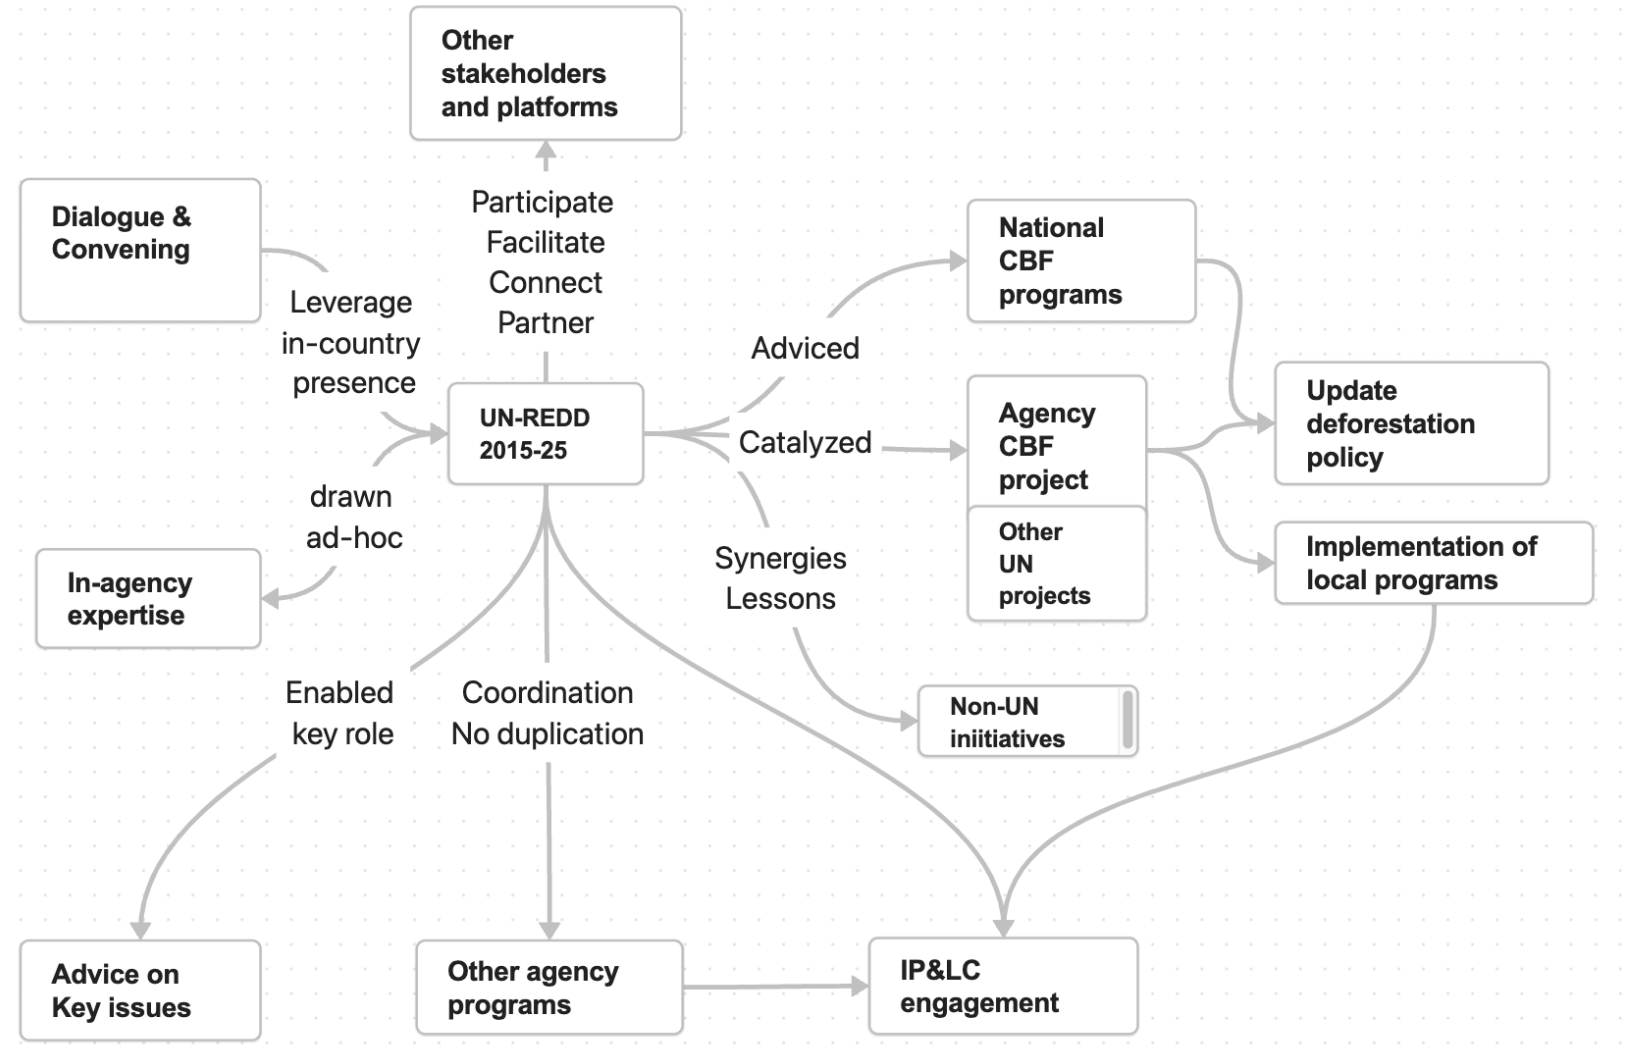 Other
stakeholders
and platforms
Dialogue &
Convening
Participate
Facilitate
Connect
Partner
Leverage
in-country
presence
National
CBF
programs
Adviced
UN-REDD
2015-25
Catalyzed
Agency
CBF
project
Update
deforestation
policy
drawn
ad-hoc
Other
UN
projects
Implementation of
local programs
In-agency
expertise
Synergies
Lessons
Enabled
key role
Coordination
No duplication
Non-UN
iniitiatives
Advice on
Key issues
Other agency
programs
IP&LC
engagement